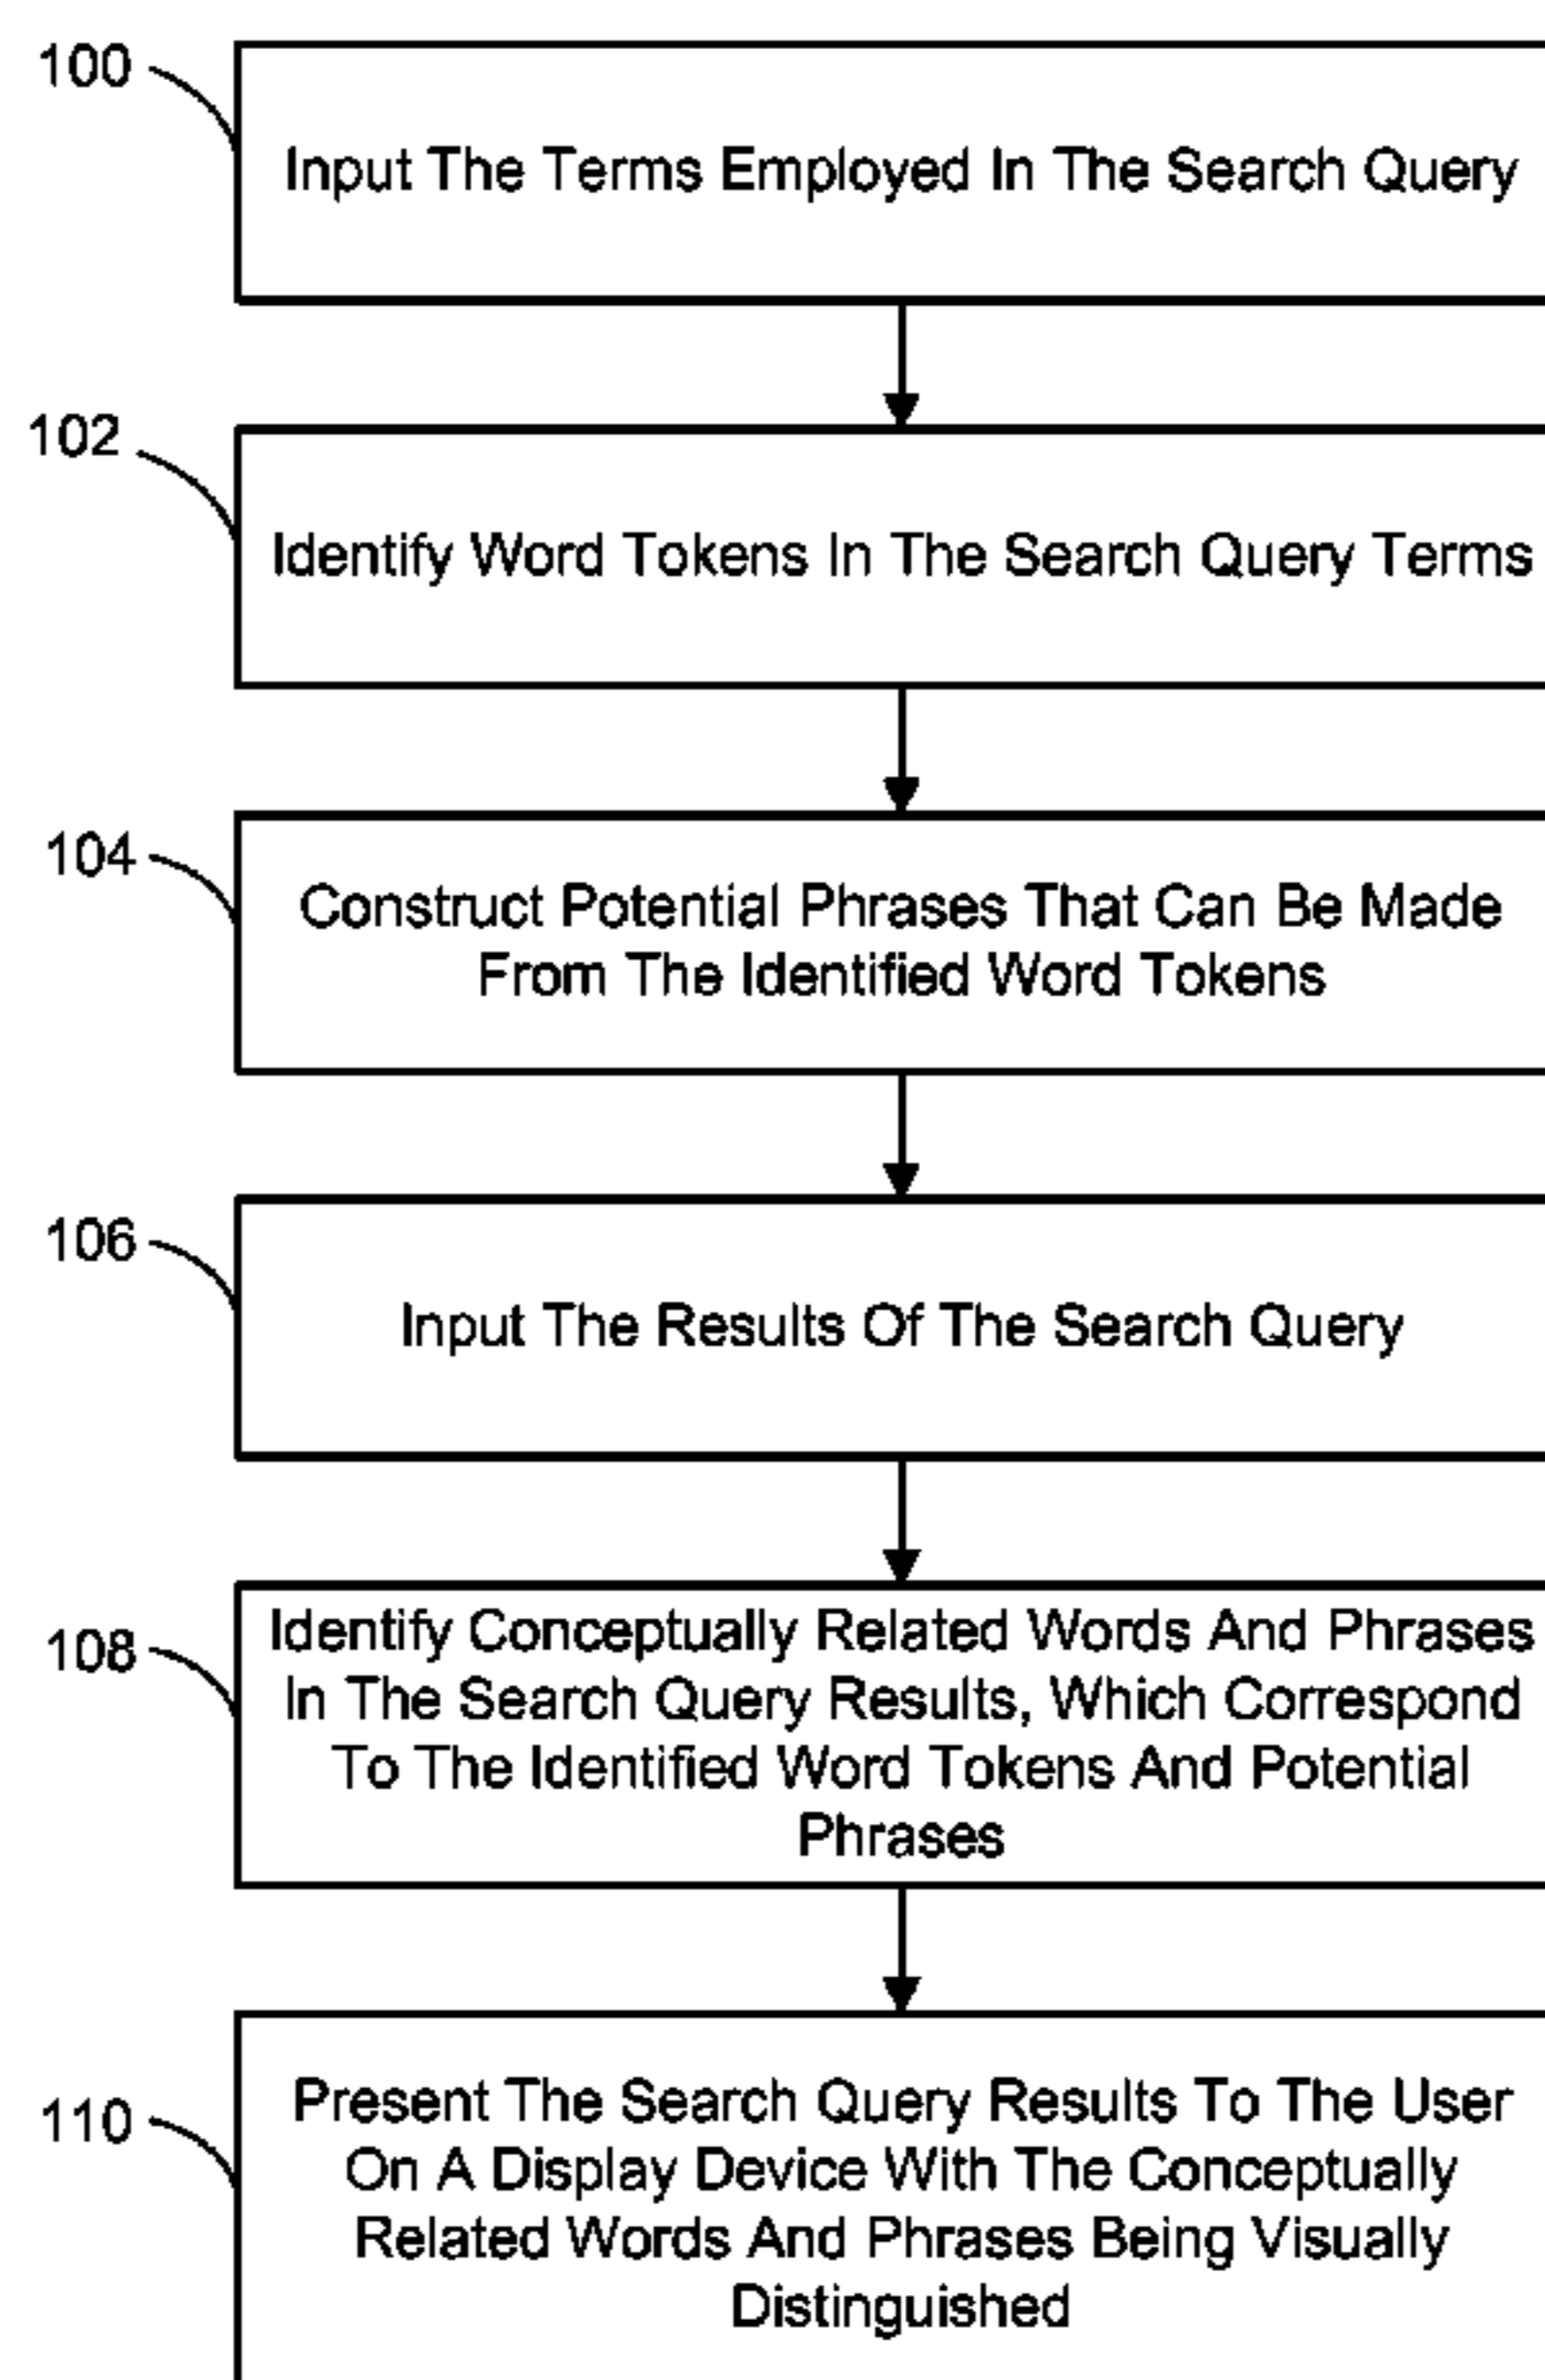 100
Input The Terms Employed In The Search Query
102
Identify Word Tokens In The Search Query Terms
104
Construct Potential Phrases That Can Be Made
From The Identified Word Tokens
106
Input The Results Of The Search Query
108
Identify Conceptually Related Words And Phrases
In The Search Query Results, Which Correspond
To The Identified Word Tokens And Potential
Phrases
110
Present The Search Query Results To The User
On A Display Device With The Conceptually
Related Words And Phrases Being Visually
Distinguished